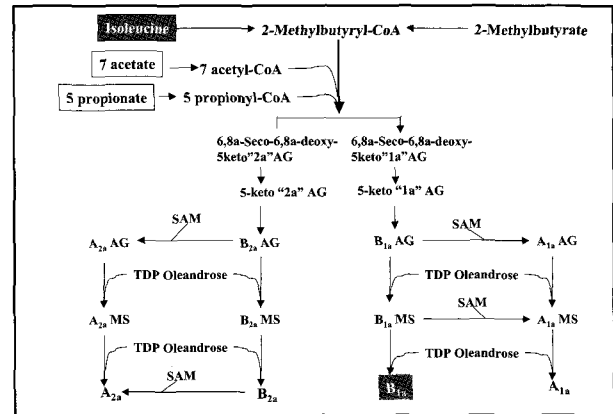 Isoleucine 2-Methylbutyryl-CoA 2-Methylbutyrate
7 acetate 7 acetyl-CoA
5 propionate 5 propionyl-CoA
6,8a-Seco-6,8a-deoxy- 6,8a-Seco-6,8a-deoxy-
5keto"2a"AG 5keto"1a"AG
5-keto "2a" AG 5-keto "1a" AG
SAM SAM
A2a AG B2a AG B1a AG A1a AG
TDP Oleandrose TDP Oleandrose
SAM
A2a MS B2a MS B1a MS A1a MS
TDP Oleandrose TDP Oleandrose
SAM
A2a B2a B1a A1a